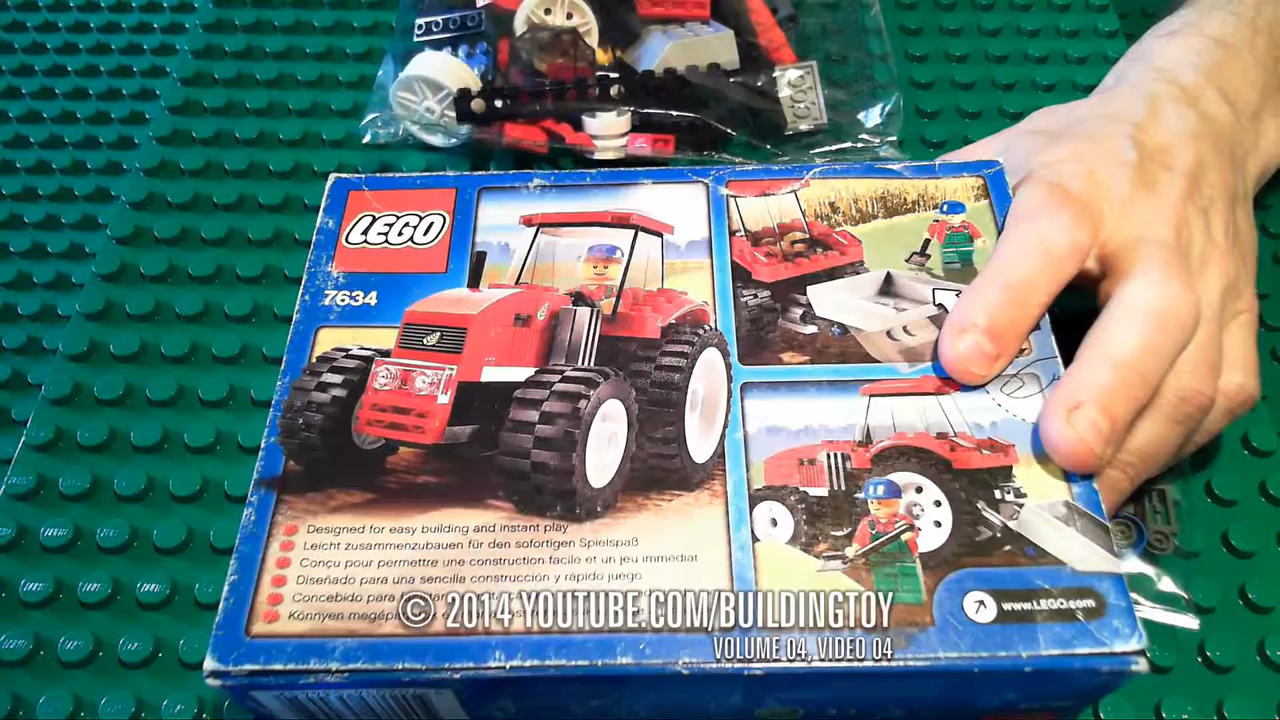 LEGO
7634
Designed for easy building and instant play
Leicht zusammenzubauen für den sofortigen Spielspaß
Conçu pour permettre une construction facile et un jeu immédiat
Diseñado para una sencilla construcción y rápido juego
Concebido para
Könnyen
© 2014 YOUTUBE.COM/BUILDINGTOY
VOLUME 04, VIDEO 04
www.LEGO.com